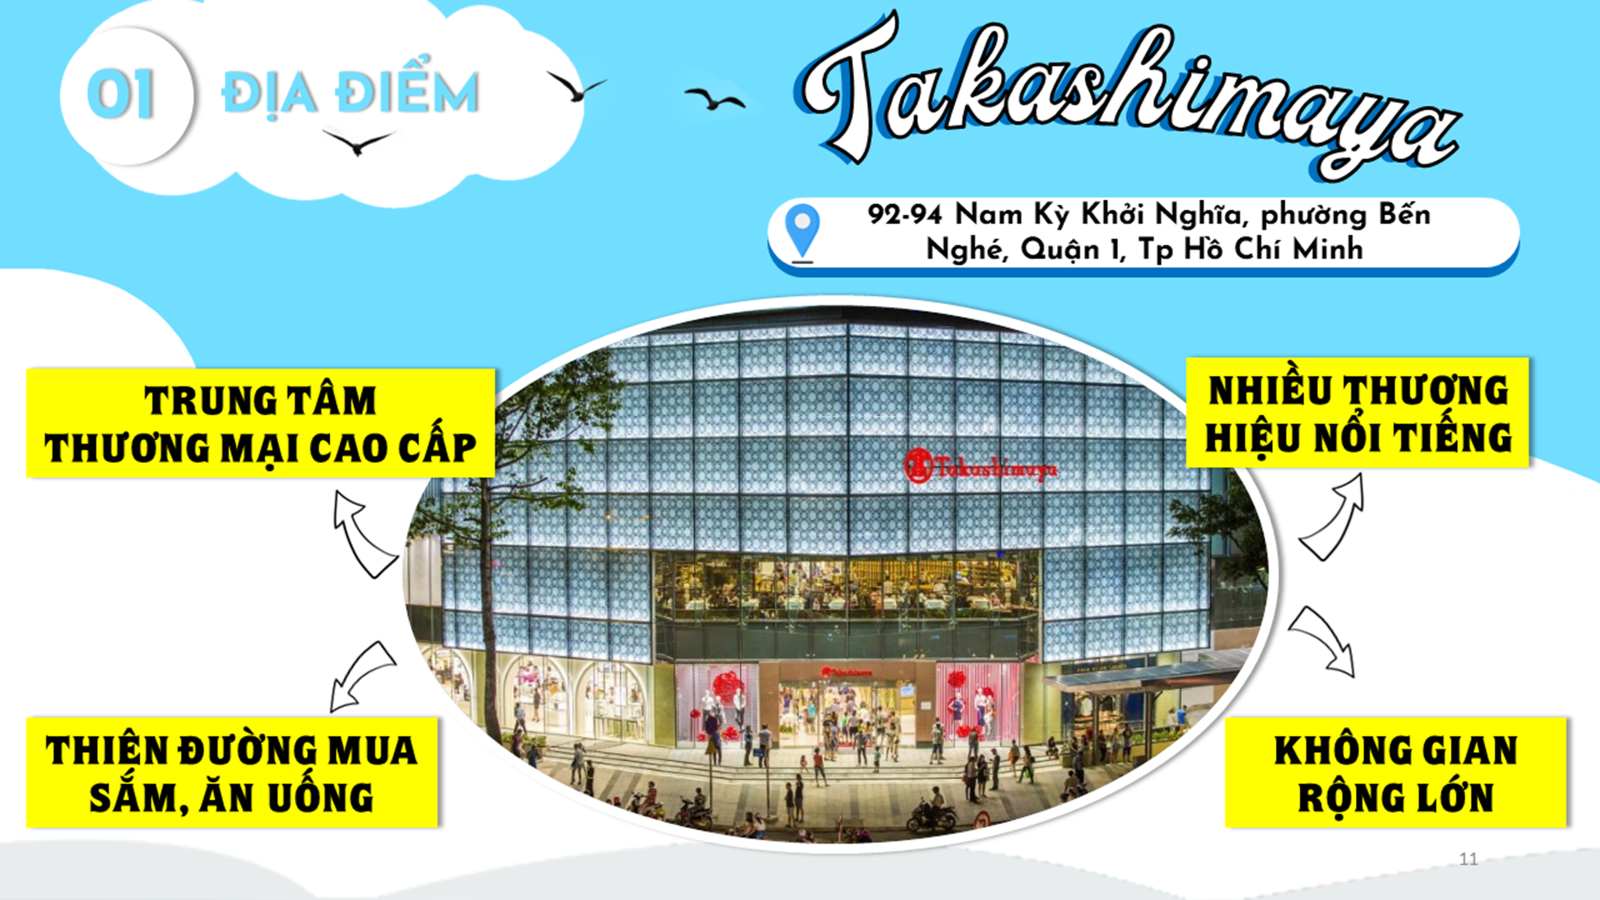 01
ĐỊA ĐIỂM
Takashimaya
92-94 Nam Kỳ Khởi Nghĩa, phường Bến
Nghé, Quận 1, Tp Hồ Chí Minh
TRUNG TÂM
THƯƠNG MẠI CAO CẤP
NHIỀU THƯƠNG
HIỆU NỔI TIẾNG
Takashimaya
Takashimaya
THIÊN ĐƯỜNG MUA
SẮM, ĂN UỐNG
KHÔNG GIAN
RỘNG LỚN
11